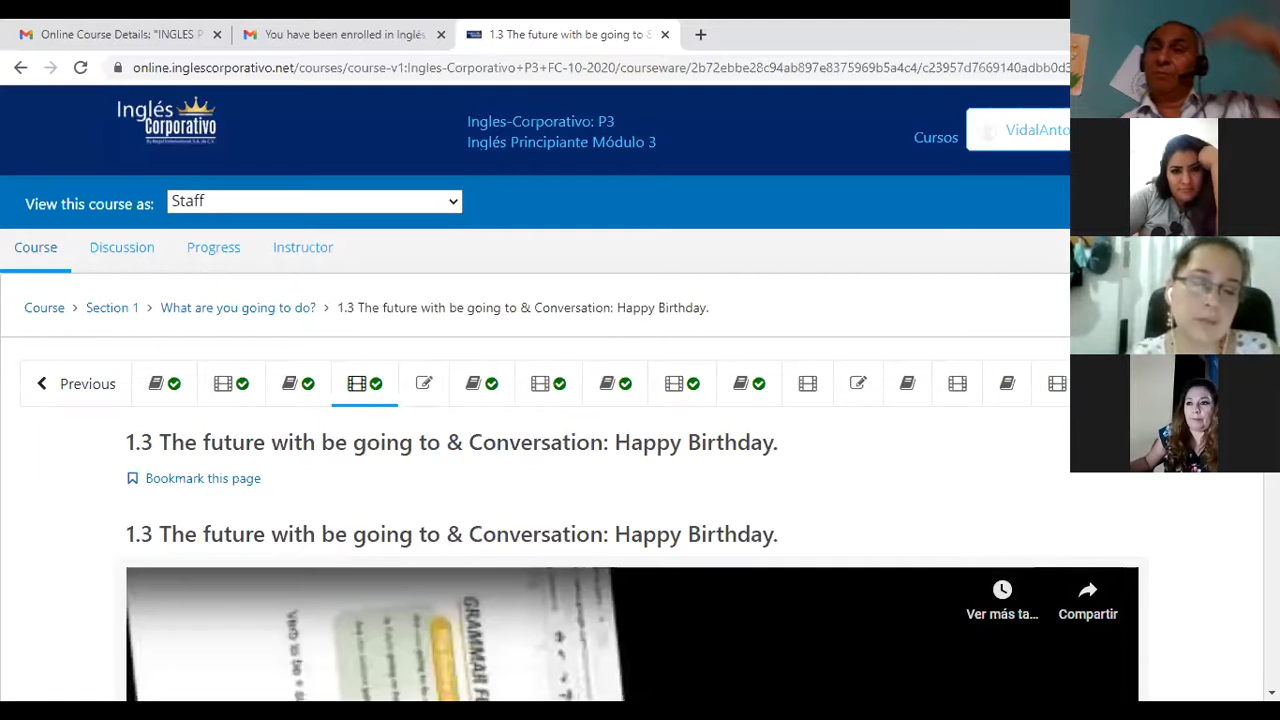 Online Course Details: "INGLES P
You have been enrolled in Inglés
1.3 The future with be going to &
online.inglescorporativo.net/courses/course-v1:Ingles-Corporativo+P3+FC-10-2020/courseware/2b72ebbe28c94ab897e8375969b5a4c4/c23957d7669140adbb0d3
Inglés
Corporativo
Ingles-Corporativo: P3
Inglés Principiante Módulo 3
Cursos
VidalAnto
View this course as:
Staff
Course
Discussion
Progress
Instructor
Course > Section 1 > What are you going to do? > 1.3 The future with be going to & Conversation: Happy Birthday.
Previous
1.3 The future with be going to & Conversation: Happy Birthday.
Bookmark this page
1.3 The future with be going to & Conversation: Happy Birthday.
Ver más ta...
Compartir
GRAMMAR
Verb to be +